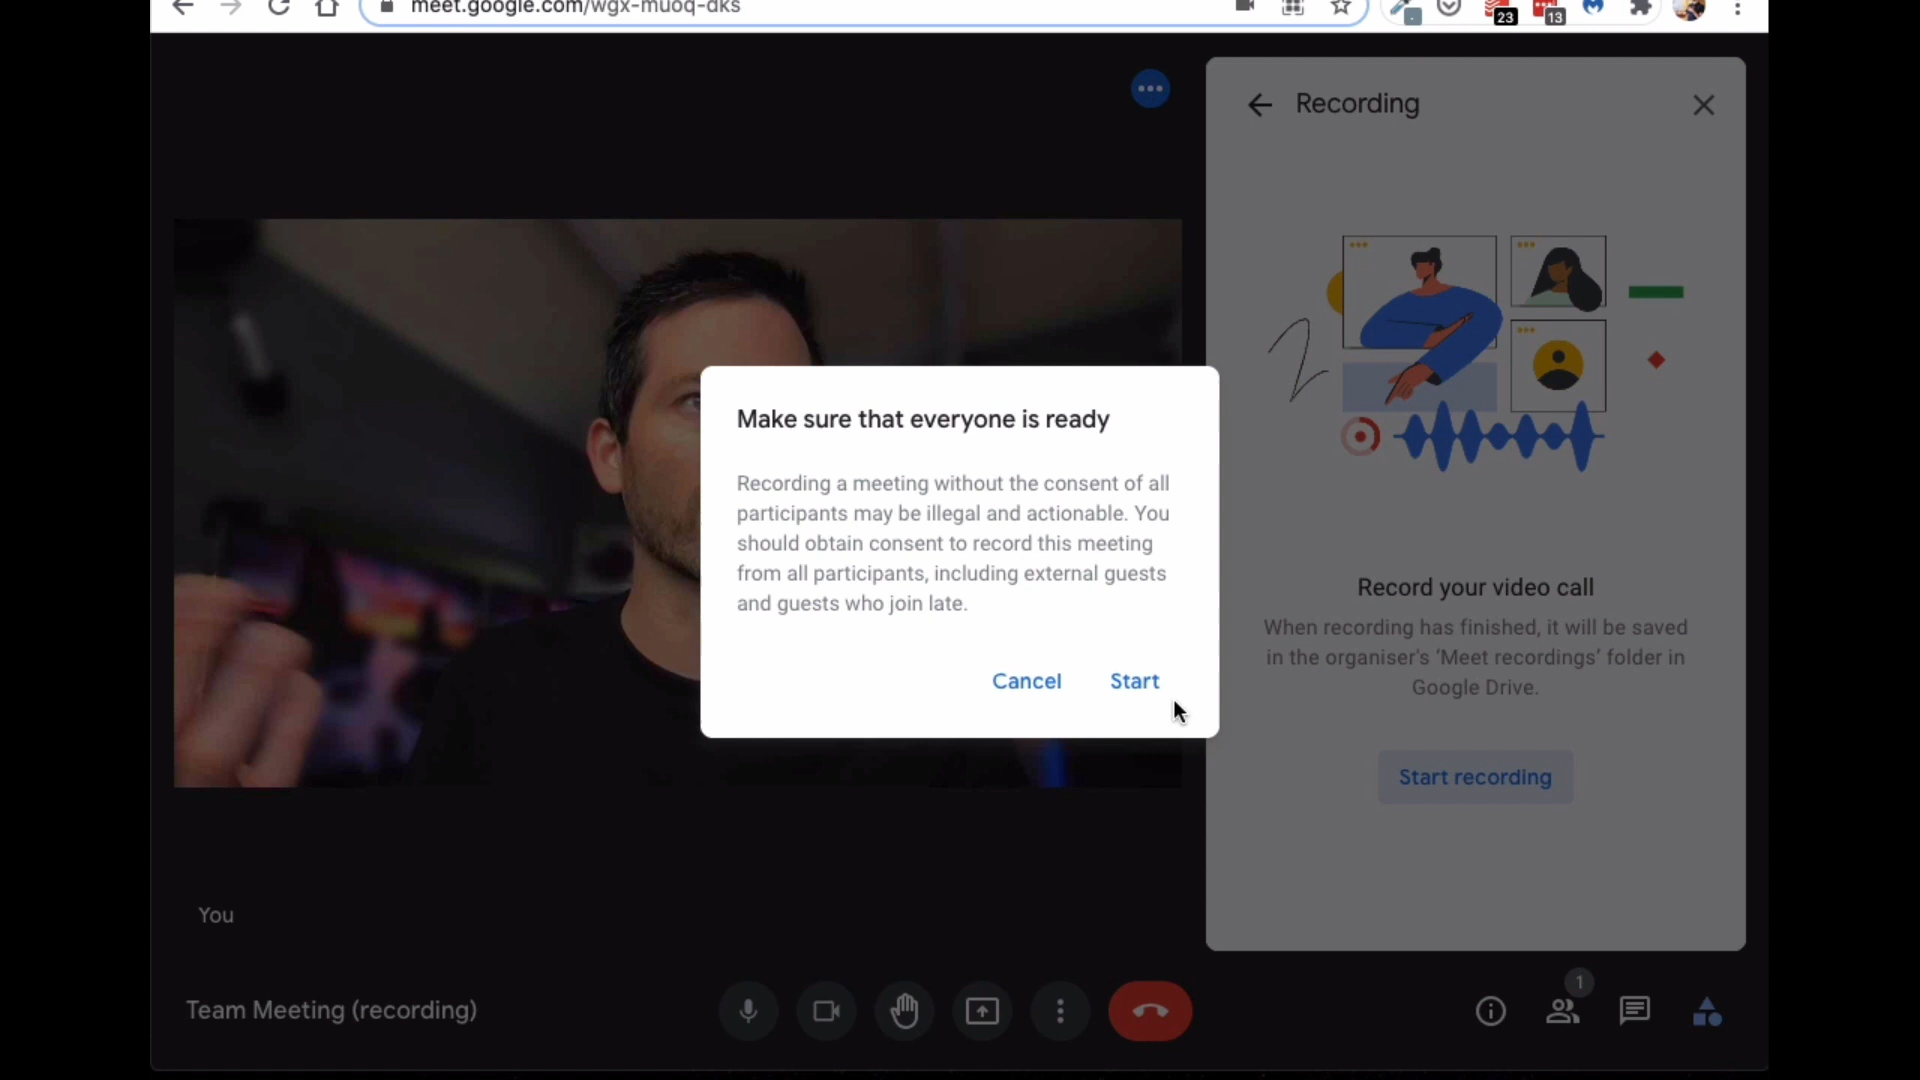 meet.google.com/wgx-muoq-dks
23
13
Recording
Make sure that everyone is ready
Recording a meeting without the consent of all
participants may be illegal and actionable. You
should obtain consent to record this meeting
from all participants, including external guests
and guests who join late.
Cancel
Start
Record your video call
When recording has finished, it will be saved
in the organiser's ‘Meet recordings’ folder in
Google Drive.
Start recording
You
Team Meeting (recording)
1